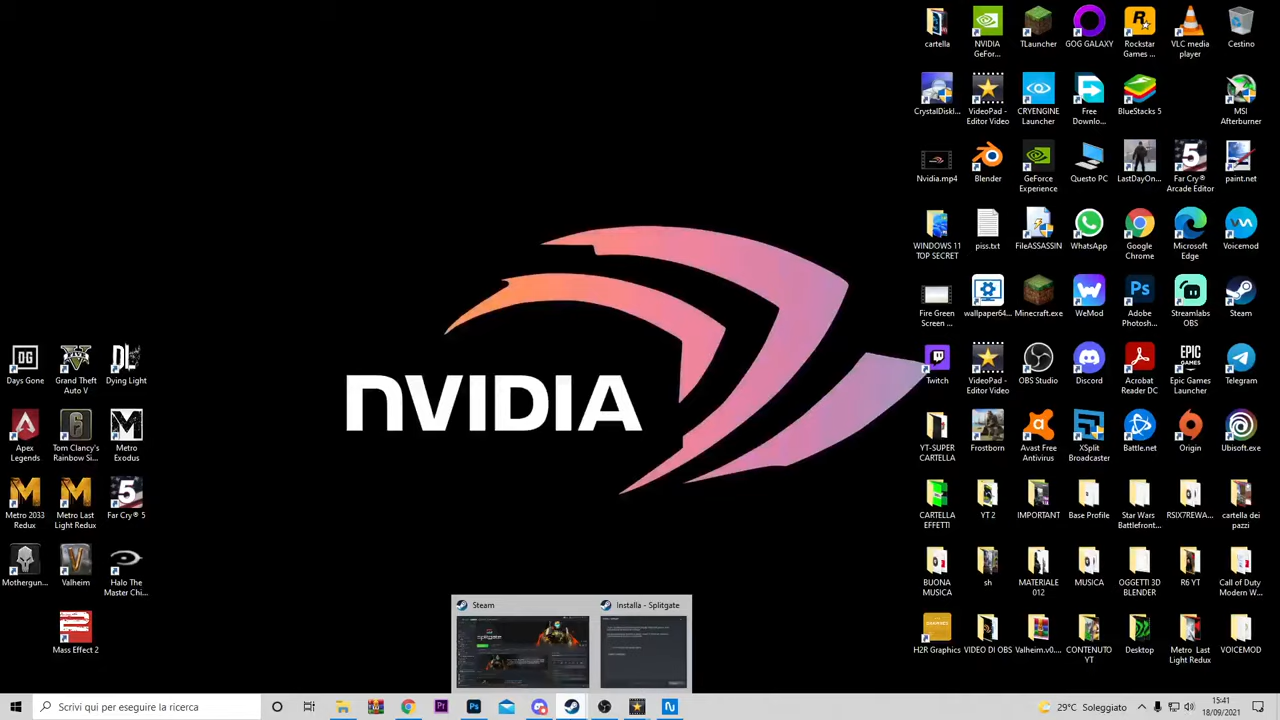 cartella
NVIDIA GeFor...
TLauncher
GOG GALAXY
Rockstar Games ...
VLC media player
Cestino
CrystalDiskI...
VideoPad - Editor Video
CRYENGINE Launcher
Free Downlo...
BlueStacks 5
MSI Afterburner
Nvidia.mp4
Blender
GeForce Experience
Questo PC
LastDayOn...
Far Cry® 5 Arcade Editor
paint.net
WINDOWS 11 TOP SECRET
piss.txt
FileASSASSIN
WhatsApp
Google Chrome
Microsoft Edge
Voicemod
Fire Green Screen ...
wallpaper64...
Minecraft.exe
WeMod
Adobe Photosh...
Streamlabs OBS
Steam
Twitch
VideoPad - Editor Video
OBS Studio
Discord
Acrobat Reader DC
Epic Games Launcher
Telegram
YT-SUPER CARTELLA
Frostborn
Avast Free Antivirus
XSplit Broadcaster
Battle.net
Origin
Ubisoft.exe
CARTELLA EFFETTI
YT 2
IMPORTANT
Base Profile
Star Wars Battlefront...
RSIX7REWA...
cartella dei pazzi
BUONA MUSICA
sh
MATERIALE 012
MUSICA
OGGETTI 3D BLENDER
R6 YT
Call of Duty Modern W...
H2R Graphics
VIDEO DI OBS
Valheim.v0....
CONTENUTO YT
Desktop
Metro Last Light Redux
VOICEMOD
Days Gone
Grand Theft Auto V
Dying Light
Apex Legends
Tom Clancy's Rainbow Si...
Metro Exodus
Metro 2033 Redux
Metro Last Light Redux
Far Cry® 5
Mothergun...
Valheim
Halo The Master Chi...
Mass Effect 2
NVIDIA
Steam
Installa - Splitgate
Scrivi qui per eseguire la ricerca
29°C Soleggiato
15:41
18/09/2021